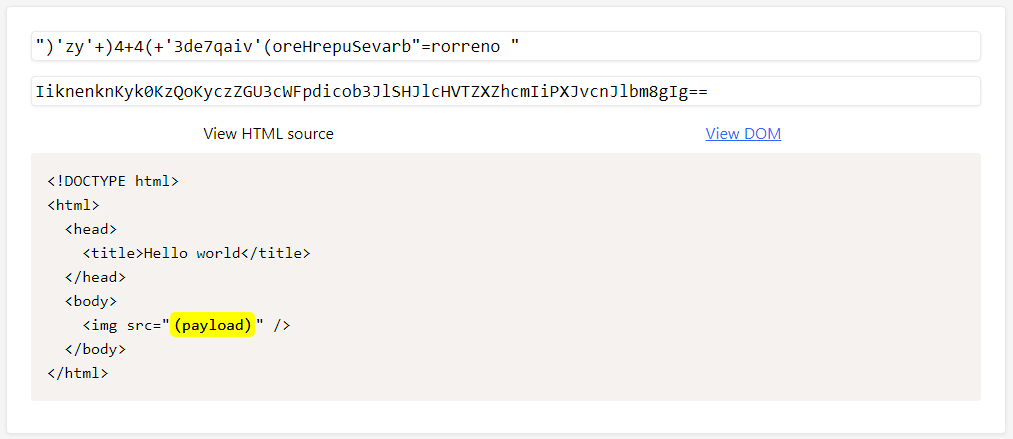 ")'zy'+)4+4(+'3de7qaiv'(oreHrepuSevarb"=rorreno "
IiknenknKyk0KzQoKyczZGU3cWFpdicob3JlSHJlcHVTZXZhcmIiPXJvcnJlbm8gIg==
View HTML source View DOM
<!DOCTYPE html>
<html>
<head>
<title>Hello world</title>
</head>
<body>
<img src="(payload)" />
</body>
</html>